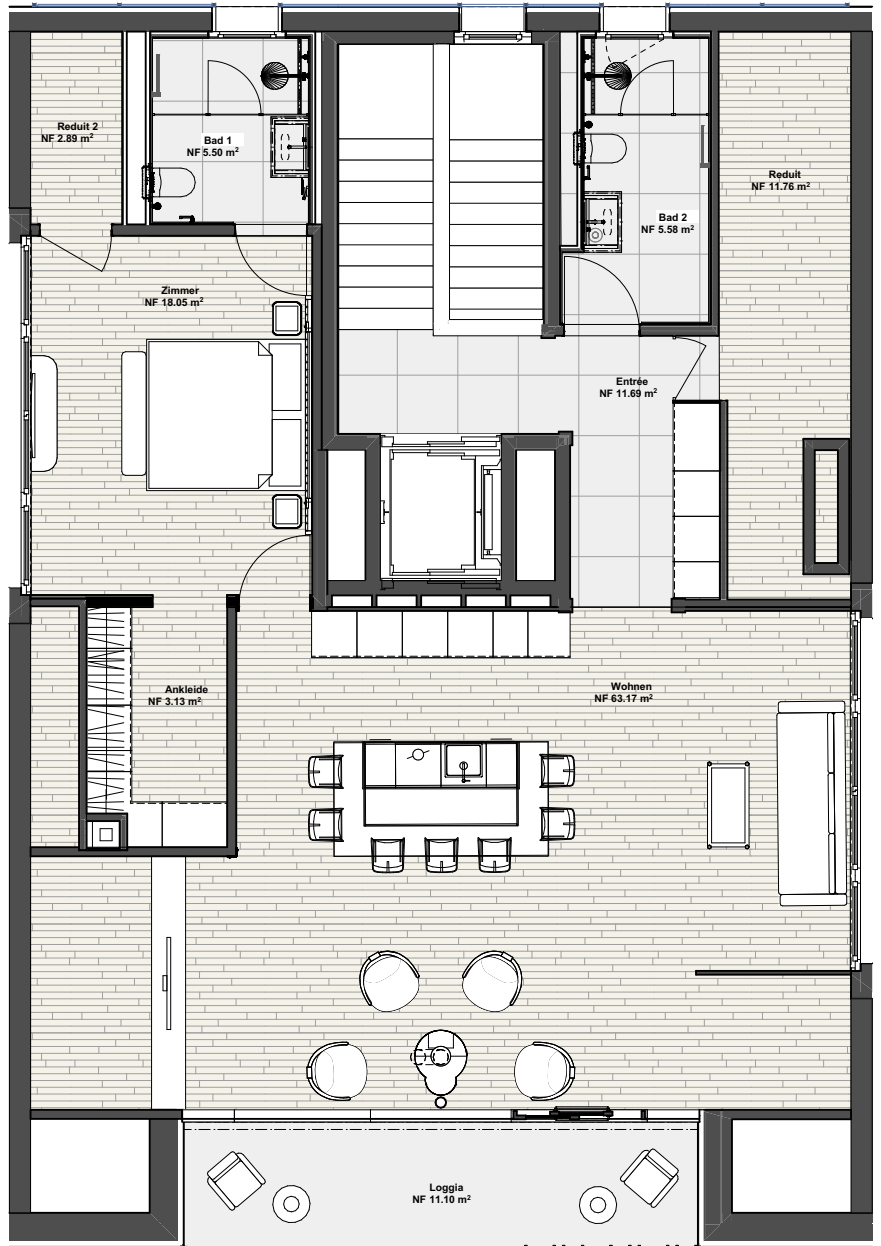 Reduit 2
NF 2.89 m²
Bad 1
NF 5.50 m²
Reduit
NF 11.76 m²
Bad 2
NF 5.58 m²
Zimmer
NF 18.05 m²
Entrée
NF 11.69 m²
Ankleide
NF 3.13 m²
Wohnen
NF 63.17 m²
Loggia
NF 11.10 m²